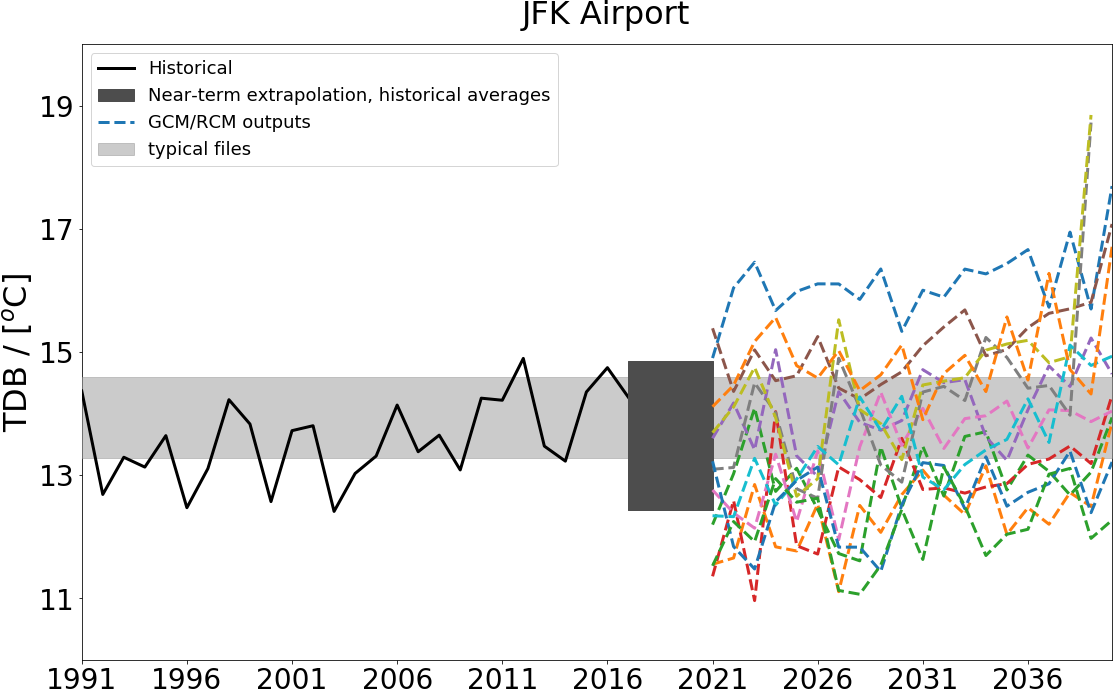 JFK Airport
Historical
Near-term extrapolation, historical averages
GCM/RCM outputs
typical files
TDB / [°C]
19
17
15
13
11
1991 1996 2001 2006 2011 2016 2021 2026 2031 2036